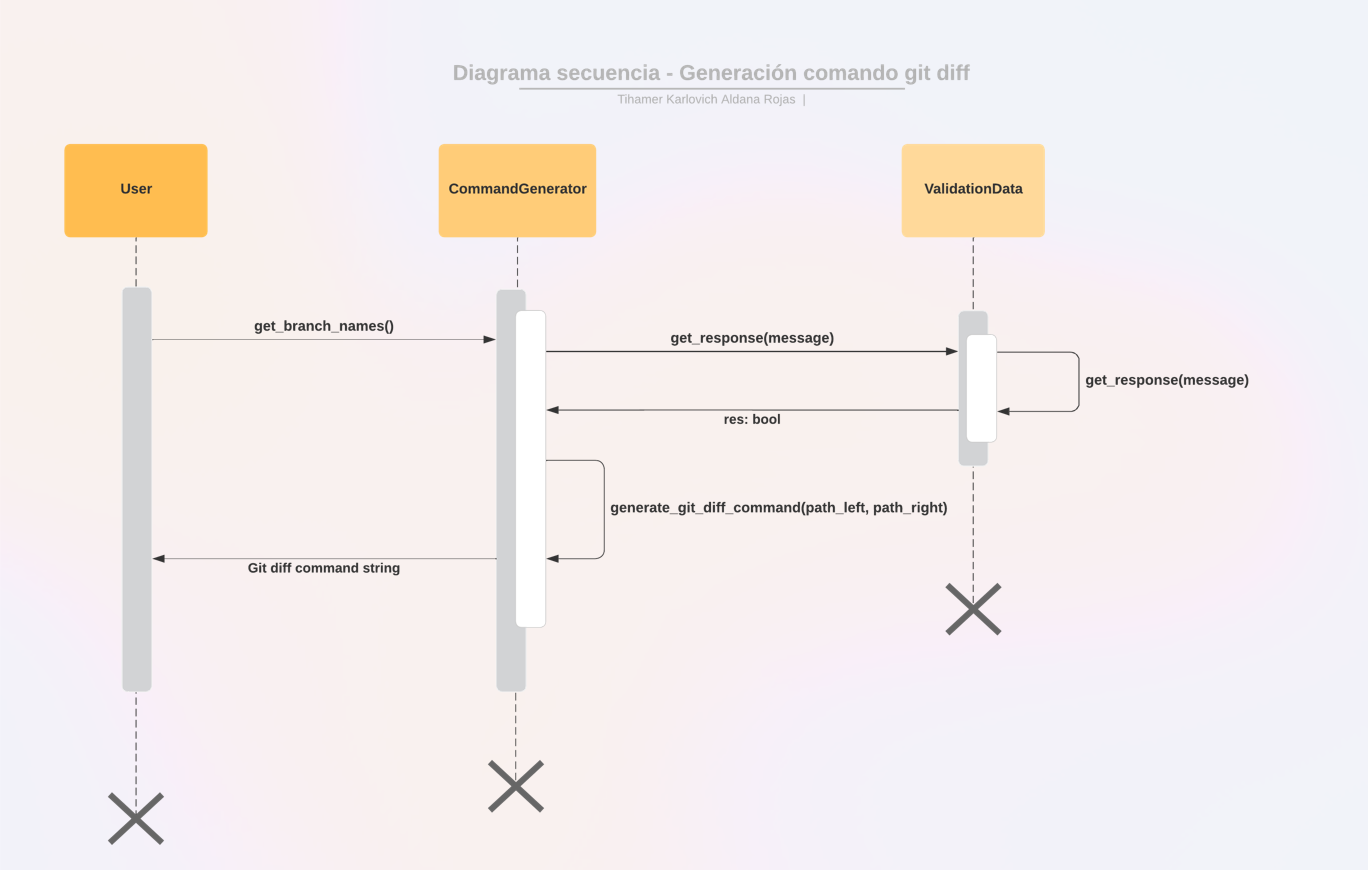 Diagrama secuencia - Generación comando git diff
Tihamer Karlovich Aldana Rojas |
User
CommandGenerator
ValidationData
get_branch_names()
get_response(message)
get_response(message)
res: bool
generate_git_diff_command(path_left, path_right)
Git diff command string